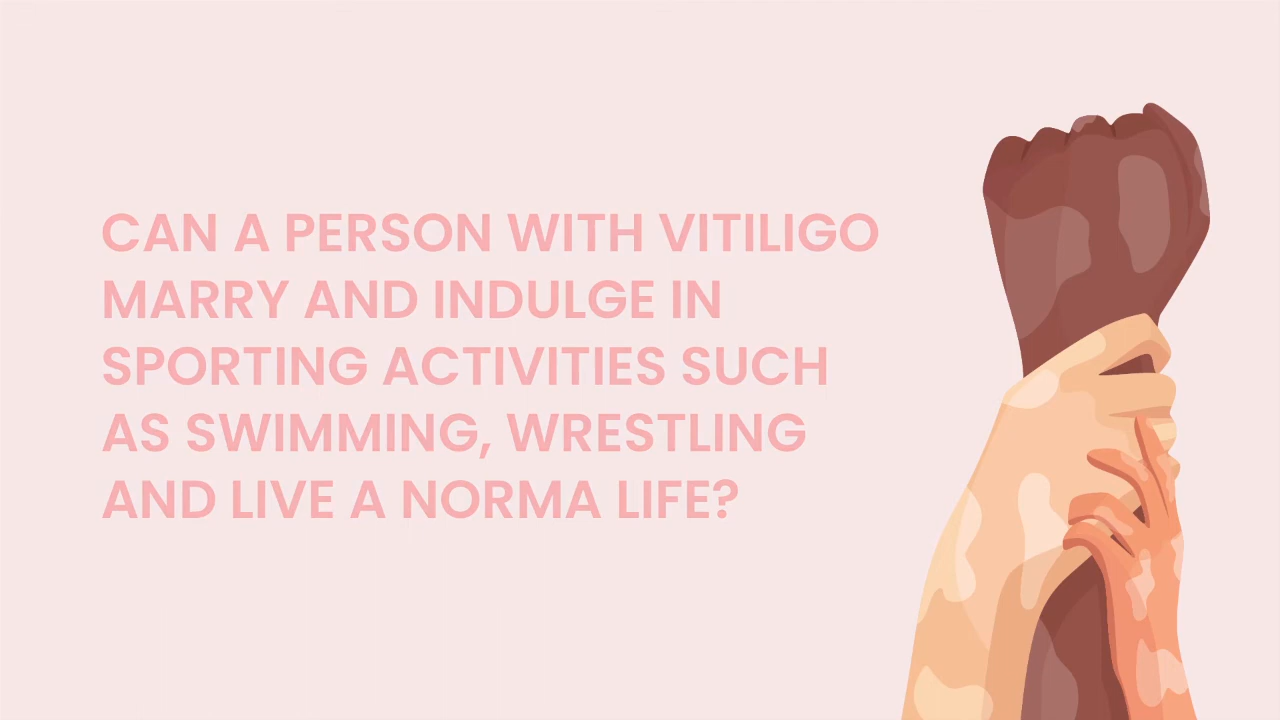 CAN A PERSON WITH VITILIGO
MARRY AND INDULGE IN
SPORTING ACTIVITIES SUCH
AS SWIMMING, WRESTLING
AND LIVE A NORMA LIFE?